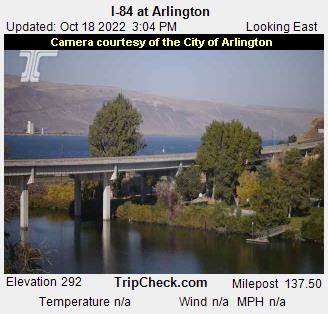 I-84 at Arlington
Updated: Oct 18 2022 3:04 PM Looking East
Camera courtesy of the City of Arlington
Elevation 292 TripCheck.com Milepost 137.50
Temperature n/a Wind n/a MPH n/a